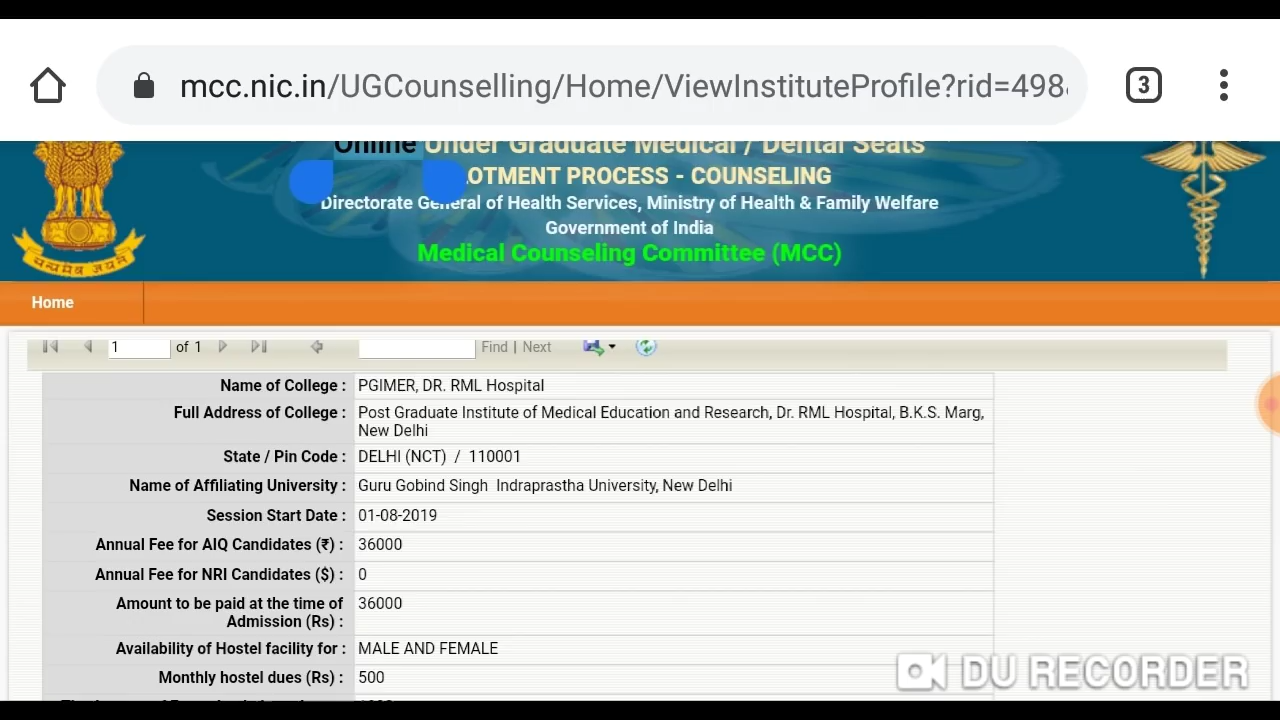 mcc.nic.in/UGCounselling/Home/ViewInstituteProfile?rid=498
3
Online Under Graduate Medical / Dental Seats
OTMENT PROCESS - COUNSELING
Directorate General of Health Services, Ministry of Health & Family Welfare
Government of India
Medical Counseling Committee (MCC)
सत्यमेव जयते
Home
1 of 1 Find | Next
Name of College : PGIMER, DR. RML Hospital
Full Address of College : Post Graduate Institute of Medical Education and Research, Dr. RML Hospital, B.K.S. Marg,
New Delhi
State / Pin Code : DELHI (NCT) / 110001
Name of Affiliating University : Guru Gobind Singh Indraprastha University, New Delhi
Session Start Date : 01-08-2019
Annual Fee for AIQ Candidates (₹) : 36000
Annual Fee for NRI Candidates ($) : 0
Amount to be paid at the time of
Admission (Rs) : 36000
Availability of Hostel facility for : MALE AND FEMALE
Monthly hostel dues (Rs) : 500
DU RECORDER